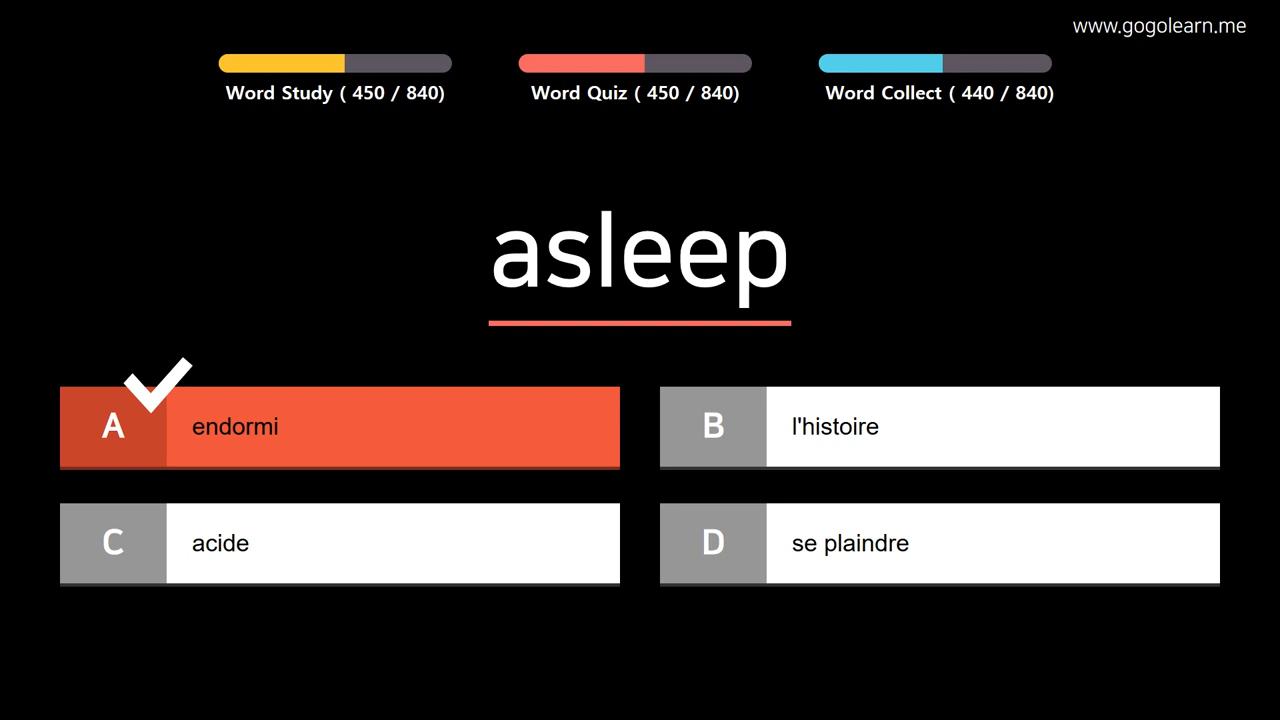 www.gogolearn.me
Word Study ( 450 / 840)
Word Quiz ( 450 / 840)
Word Collect ( 440 / 840)
asleep
A
endormi
B
l'histoire
C
acide
D
se plaindre